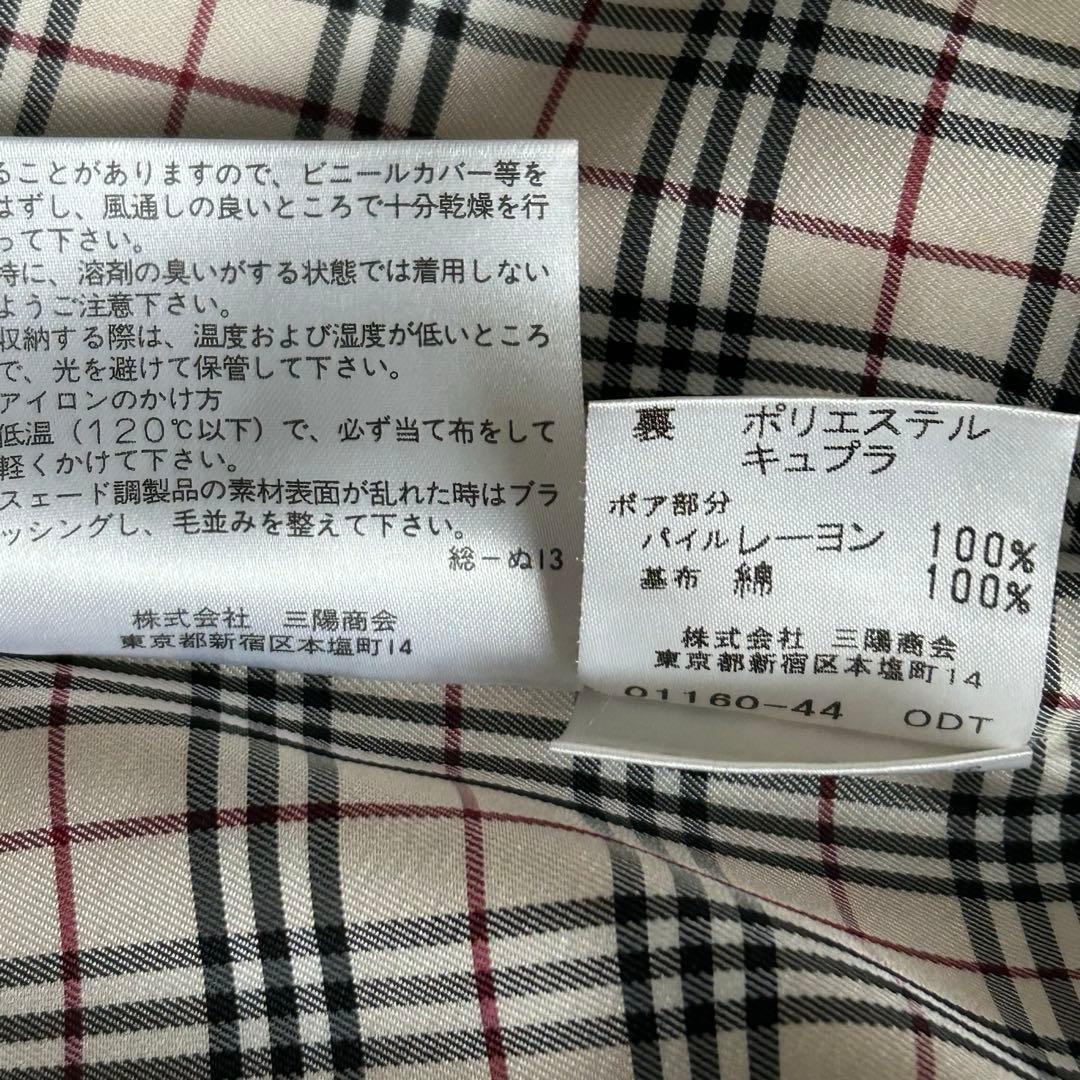 ることがありますので、ビニールカバー等を
はずし、風通しの良いところで十分乾燥を行
って下さい。
特に、溶剤の臭いがする状態では着用しない
ようご注意下さい。
収納する際は、温度および湿度が低いところ
で、光を避けて保管して下さい。
アイロンのかけ方
低温（120℃以下）で、必ず当て布をして
軽くかけて下さい。
スェード調製品の素材表面が乱れた時はブラ
ッシングし、毛並みを整えて下さい。
総－ぬ13
株式会社 三陽商会
東京都新宿区本塩町14
裏 ポリエステル
キュプラ
ボア部分
パイル レーヨン 100%
基布 綿 100%
株式会社 三陽商会
東京都新宿区本塩町14
01160-44 ODT